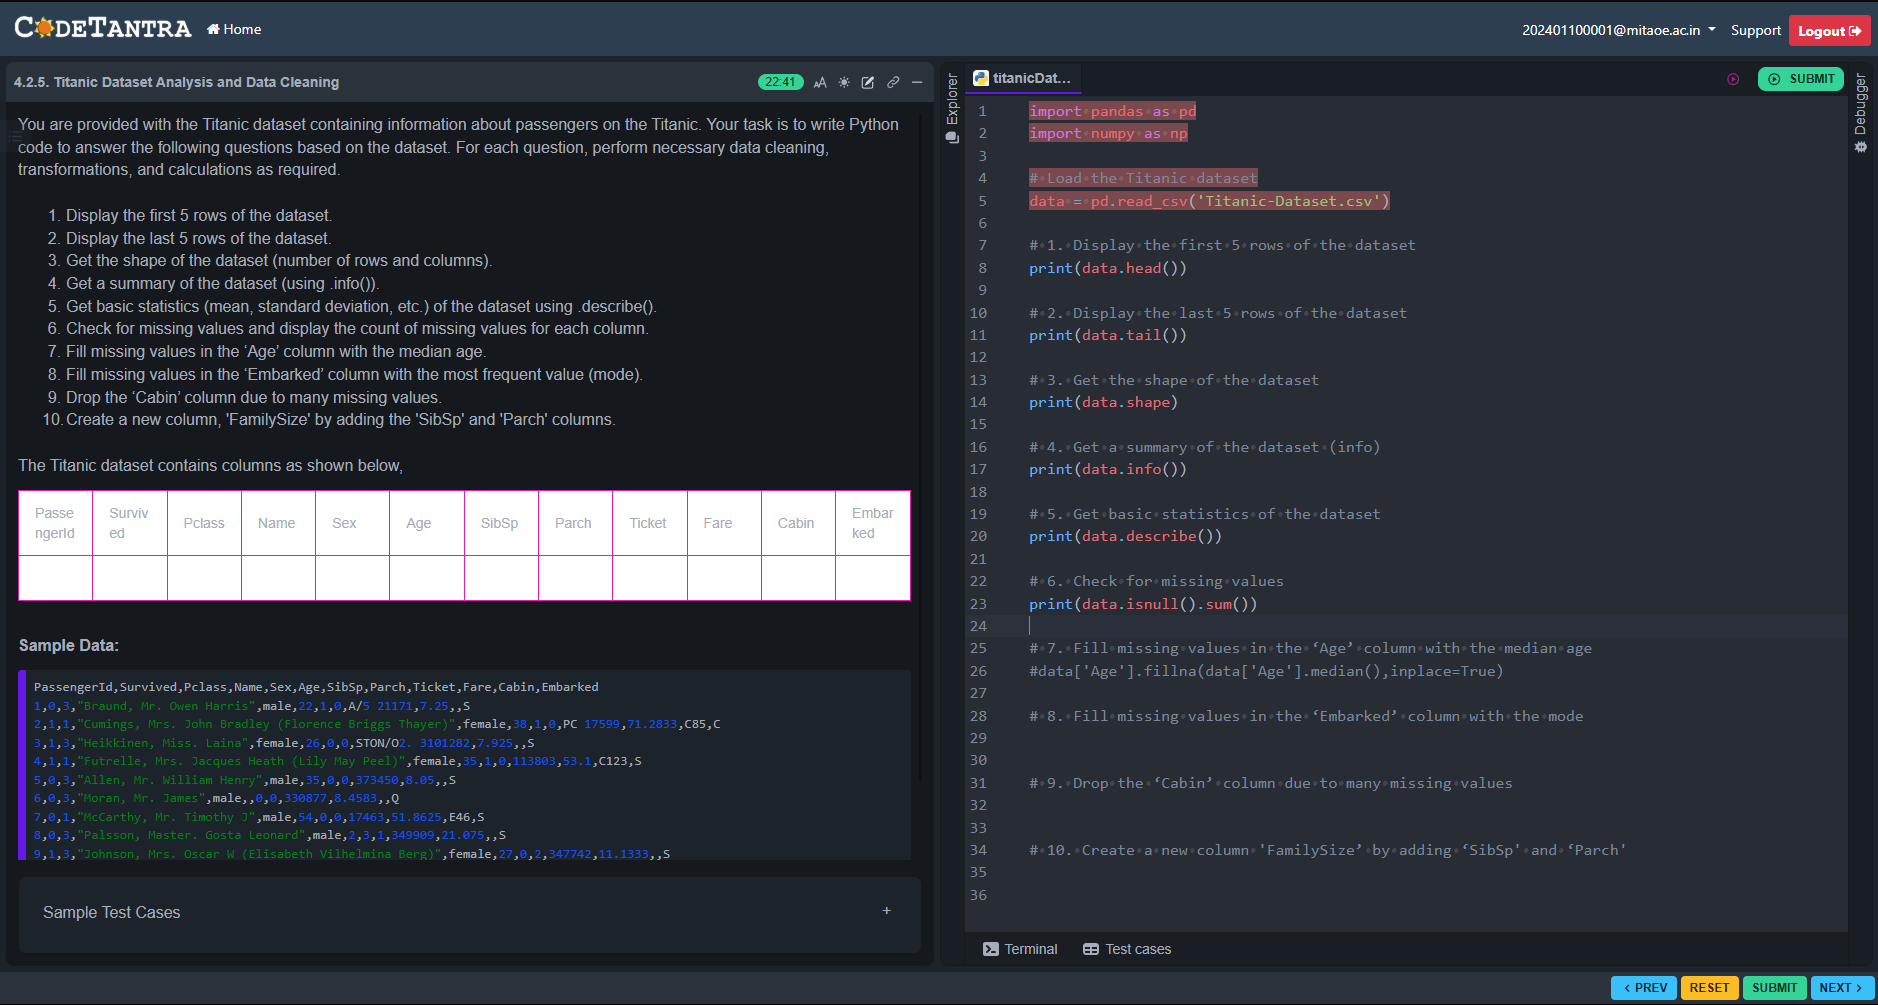 CODETANTRA
Home
202401100001@mitaoe.ac.in
Support
Logout
4.2.5. Titanic Dataset Analysis and Data Cleaning
22:41
AA
You are provided with the Titanic dataset containing information about passengers on the Titanic. Your task is to write Python
code to answer the following questions based on the dataset. For each question, perform necessary data cleaning,
transformations, and calculations as required.
1. Display the first 5 rows of the dataset.
2. Display the last 5 rows of the dataset.
3. Get the shape of the dataset (number of rows and columns).
4. Get a summary of the dataset (using .info()).
5. Get basic statistics (mean, standard deviation, etc.) of the dataset using .describe().
6. Check for missing values and display the count of missing values for each column.
7. Fill missing values in the ‘Age’ column with the median age.
8. Fill missing values in the ‘Embarked’ column with the most frequent value (mode).
9. Drop the ‘Cabin’ column due to many missing values.
10. Create a new column, 'FamilySize' by adding the 'SibSp' and 'Parch' columns.
The Titanic dataset contains columns as shown below,
Passe
ngerId
Surviv
ed
Pclass
Name
Sex
Age
SibSp
Parch
Ticket
Fare
Cabin
Embar
ked
Sample Data:
PassengerId,Survived,Pclass,Name,Sex,Age,SibSp,Parch,Ticket,Fare,Cabin,Embarked
1,0,3,"Braund, Mr. Owen Harris",male,22,1,0,A/5 21171,7.25,,S
2,1,1,"Cumings, Mrs. John Bradley (Florence Briggs Thayer)",female,38,1,0,PC 17599,71.2833,C85,C
3,1,3,"Heikkinen, Miss. Laina",female,26,0,0,STON/O2. 3101282,7.925,,S
4,1,1,"Futrelle, Mrs. Jacques Heath (Lily May Peel)",female,35,1,0,113803,53.1,C123,S
5,0,3,"Allen, Mr. William Henry",male,35,0,0,373450,8.05,,S
6,0,3,"Moran, Mr. James",male,,0,0,330877,8.4583,,Q
7,0,1,"McCarthy, Mr. Timothy J",male,54,0,0,17463,51.8625,E46,S
8,0,3,"Palsson, Master. Gosta Leonard",male,2,3,1,349909,21.075,,S
9,1,3,"Johnson, Mrs. Oscar W (Elisabeth Vilhelmina Berg)",female,27,0,2,347742,11.1333,,S
Sample Test Cases
+
Explorer
titanicDat...
SUBMIT
Debugger
1 import pandas as pd
2 import numpy as np
3
4 # Load the Titanic dataset
5 data = pd.read_csv('Titanic-Dataset.csv')
6
7 # 1. Display the first 5 rows of the dataset
8 print(data.head())
9
10 # 2. Display the last 5 rows of the dataset
11 print(data.tail())
12
13 # 3. Get the shape of the dataset
14 print(data.shape)
15
16 # 4. Get a summary of the dataset (info)
17 print(data.info())
18
19 # 5. Get basic statistics of the dataset
20 print(data.describe())
21
22 # 6. Check for missing values
23 print(data.isnull().sum())
24
25 # 7. Fill missing values in the ‘Age’ column with the median age
26 #data['Age'].fillna(data['Age'].median(),inplace=True)
27
28 # 8. Fill missing values in the ‘Embarked’ column with the mode
29
30
31 # 9. Drop the ‘Cabin’ column due to many missing values
32
33
34 # 10. Create a new column 'FamilySize’ by adding ‘SibSp' and ‘Parch'
35
36
Terminal
Test cases
< PREV
RESET
SUBMIT
NEXT >